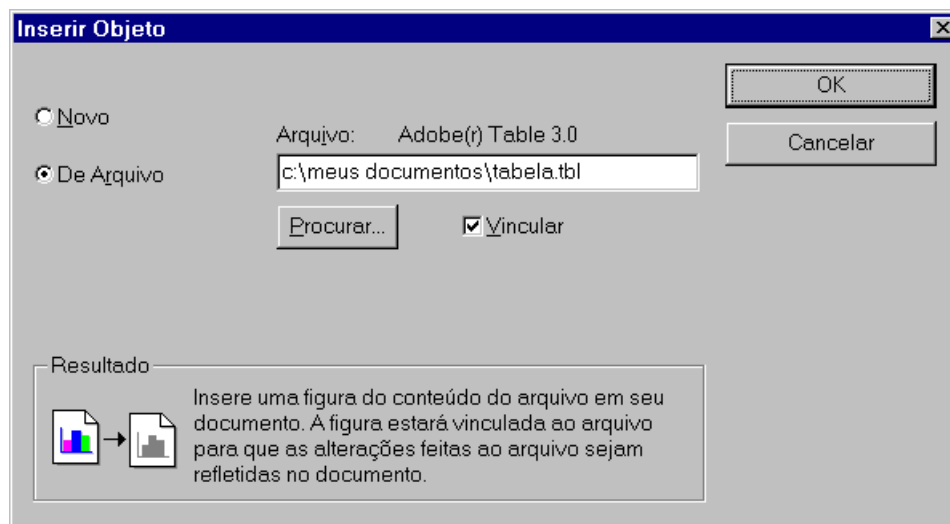 Inserir Objeto
OK
Novo
Arquivo: Adobe(r) Table 3.0
Cancelar
De Arquivo
c:\meus documentos\tabela.tbl
Procurar...
Vincular
Resultado
Insere uma figura do conteúdo do arquivo em seu
documento. A figura estará vinculada ao arquivo
para que as alterações feitas ao arquivo sejam
refletidas no documento.